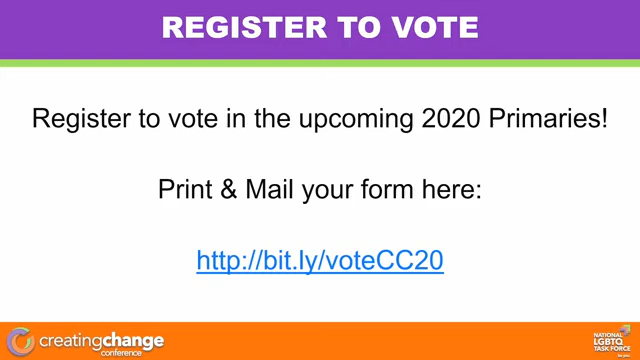 REGISTER TO VOTE
Register to vote in the upcoming 2020 Primaries!
Print & Mail your form here:
http://bit.ly/voteCC20
creatingchange
conference
NATIONAL
LGBTQ
TASK FORCE